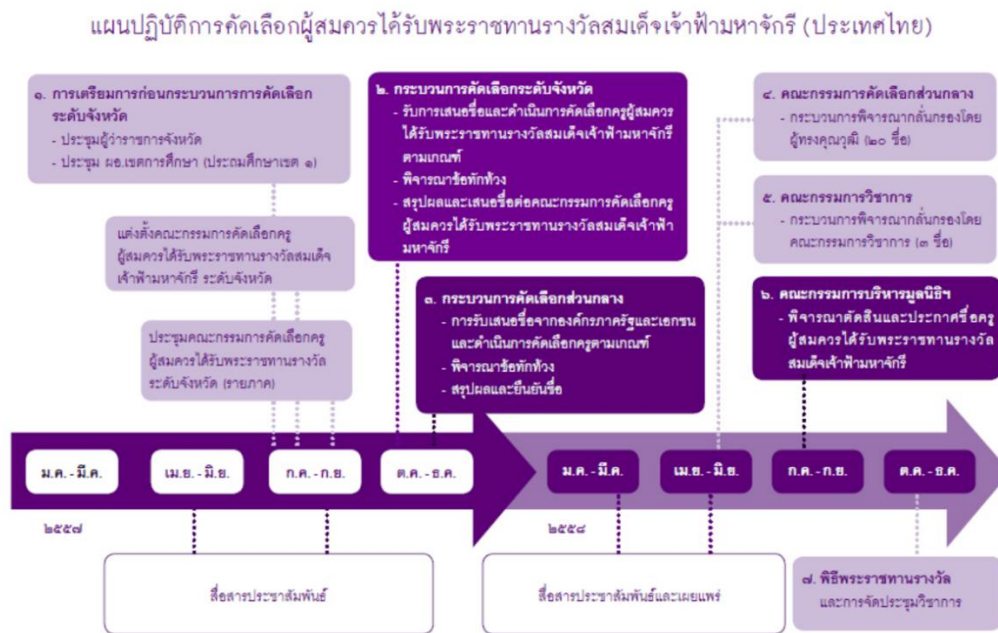 แผนปฏิบัติการคัดเลือกผู้สมควรได้รับพระราชทานรางวัลสมเด็จเจ้าฟ้ามหาจักรี (ประเทศไทย)
๑. การเตรียมการก่อนกระบวนการการคัดเลือก
ระดับจังหวัด
- ประชุมผู้ว่าราชการจังหวัด
- ประชุม ผอ.เขตการศึกษา (ประถมศึกษาเขต ๑)
แต่งตั้งคณะกรรมการคัดเลือกครู
ผู้สมควรได้รับพระราชทานรางวัลสมเด็จ
เจ้าฟ้ามหาจักรี ระดับจังหวัด
ประชุมคณะกรรมการคัดเลือกครู
ผู้สมควรได้รับพระราชทานรางวัล
ระดับจังหวัด (รายภาค)
๒. กระบวนการคัดเลือกระดับจังหวัด
- รับการเสนอชื่อและดำเนินการคัดเลือกครูผู้สมควร
ได้รับพระราชทานรางวัลสมเด็จเจ้าฟ้ามหาจักรี
ตามเกณฑ์
- พิจารณาข้อทักท้วง
- สรุปผลและเสนอชื่อต่อคณะกรรมการคัดเลือกครู
ผู้สมควรได้รับพระราชทานรางวัลสมเด็จเจ้าฟ้า
มหาจักรี
๓. กระบวนการคัดเลือกส่วนกลาง
- การรับเสนอชื่อจากองค์กรภาครัฐและเอกชน
และดำเนินการคัดเลือกครูตามเกณฑ์
- พิจารณาข้อทักท้วง
- สรุปผลและยืนยันชื่อ
๔. คณะกรรมการคัดเลือกส่วนกลาง
- กระบวนการพิจารณากลั่นกรองโดย
ผู้ทรงคุณวุฒิ (๒๐ ชื่อ)
๕. คณะกรรมการวิชาการ
- กระบวนการพิจารณากลั่นกรองโดย
คณะกรรมการวิชาการ (๓ ชื่อ)
๖. คณะกรรมการบริหารมูลนิธิฯ
- พิจารณาตัดสินและประกาศชื่อครู
ผู้สมควรได้รับพระราชทานรางวัล
สมเด็จเจ้าฟ้ามหาจักรี
ม.ค. - มี.ค.
เม.ย. - มิ.ย.
ก.ค. - ก.ย.
ต.ค. - ธ.ค.
ม.ค. - มี.ค.
เม.ย. - มิ.ย.
ก.ค. - ก.ย.
ต.ค. - ธ.ค.
๒๕๕๗
๒๕๕๘
สื่อสารประชาสัมพันธ์
สื่อสารประชาสัมพันธ์และเผยแพร่
๗. พิธีพระราชทานรางวัล
และการจัดประชุมวิชาการ